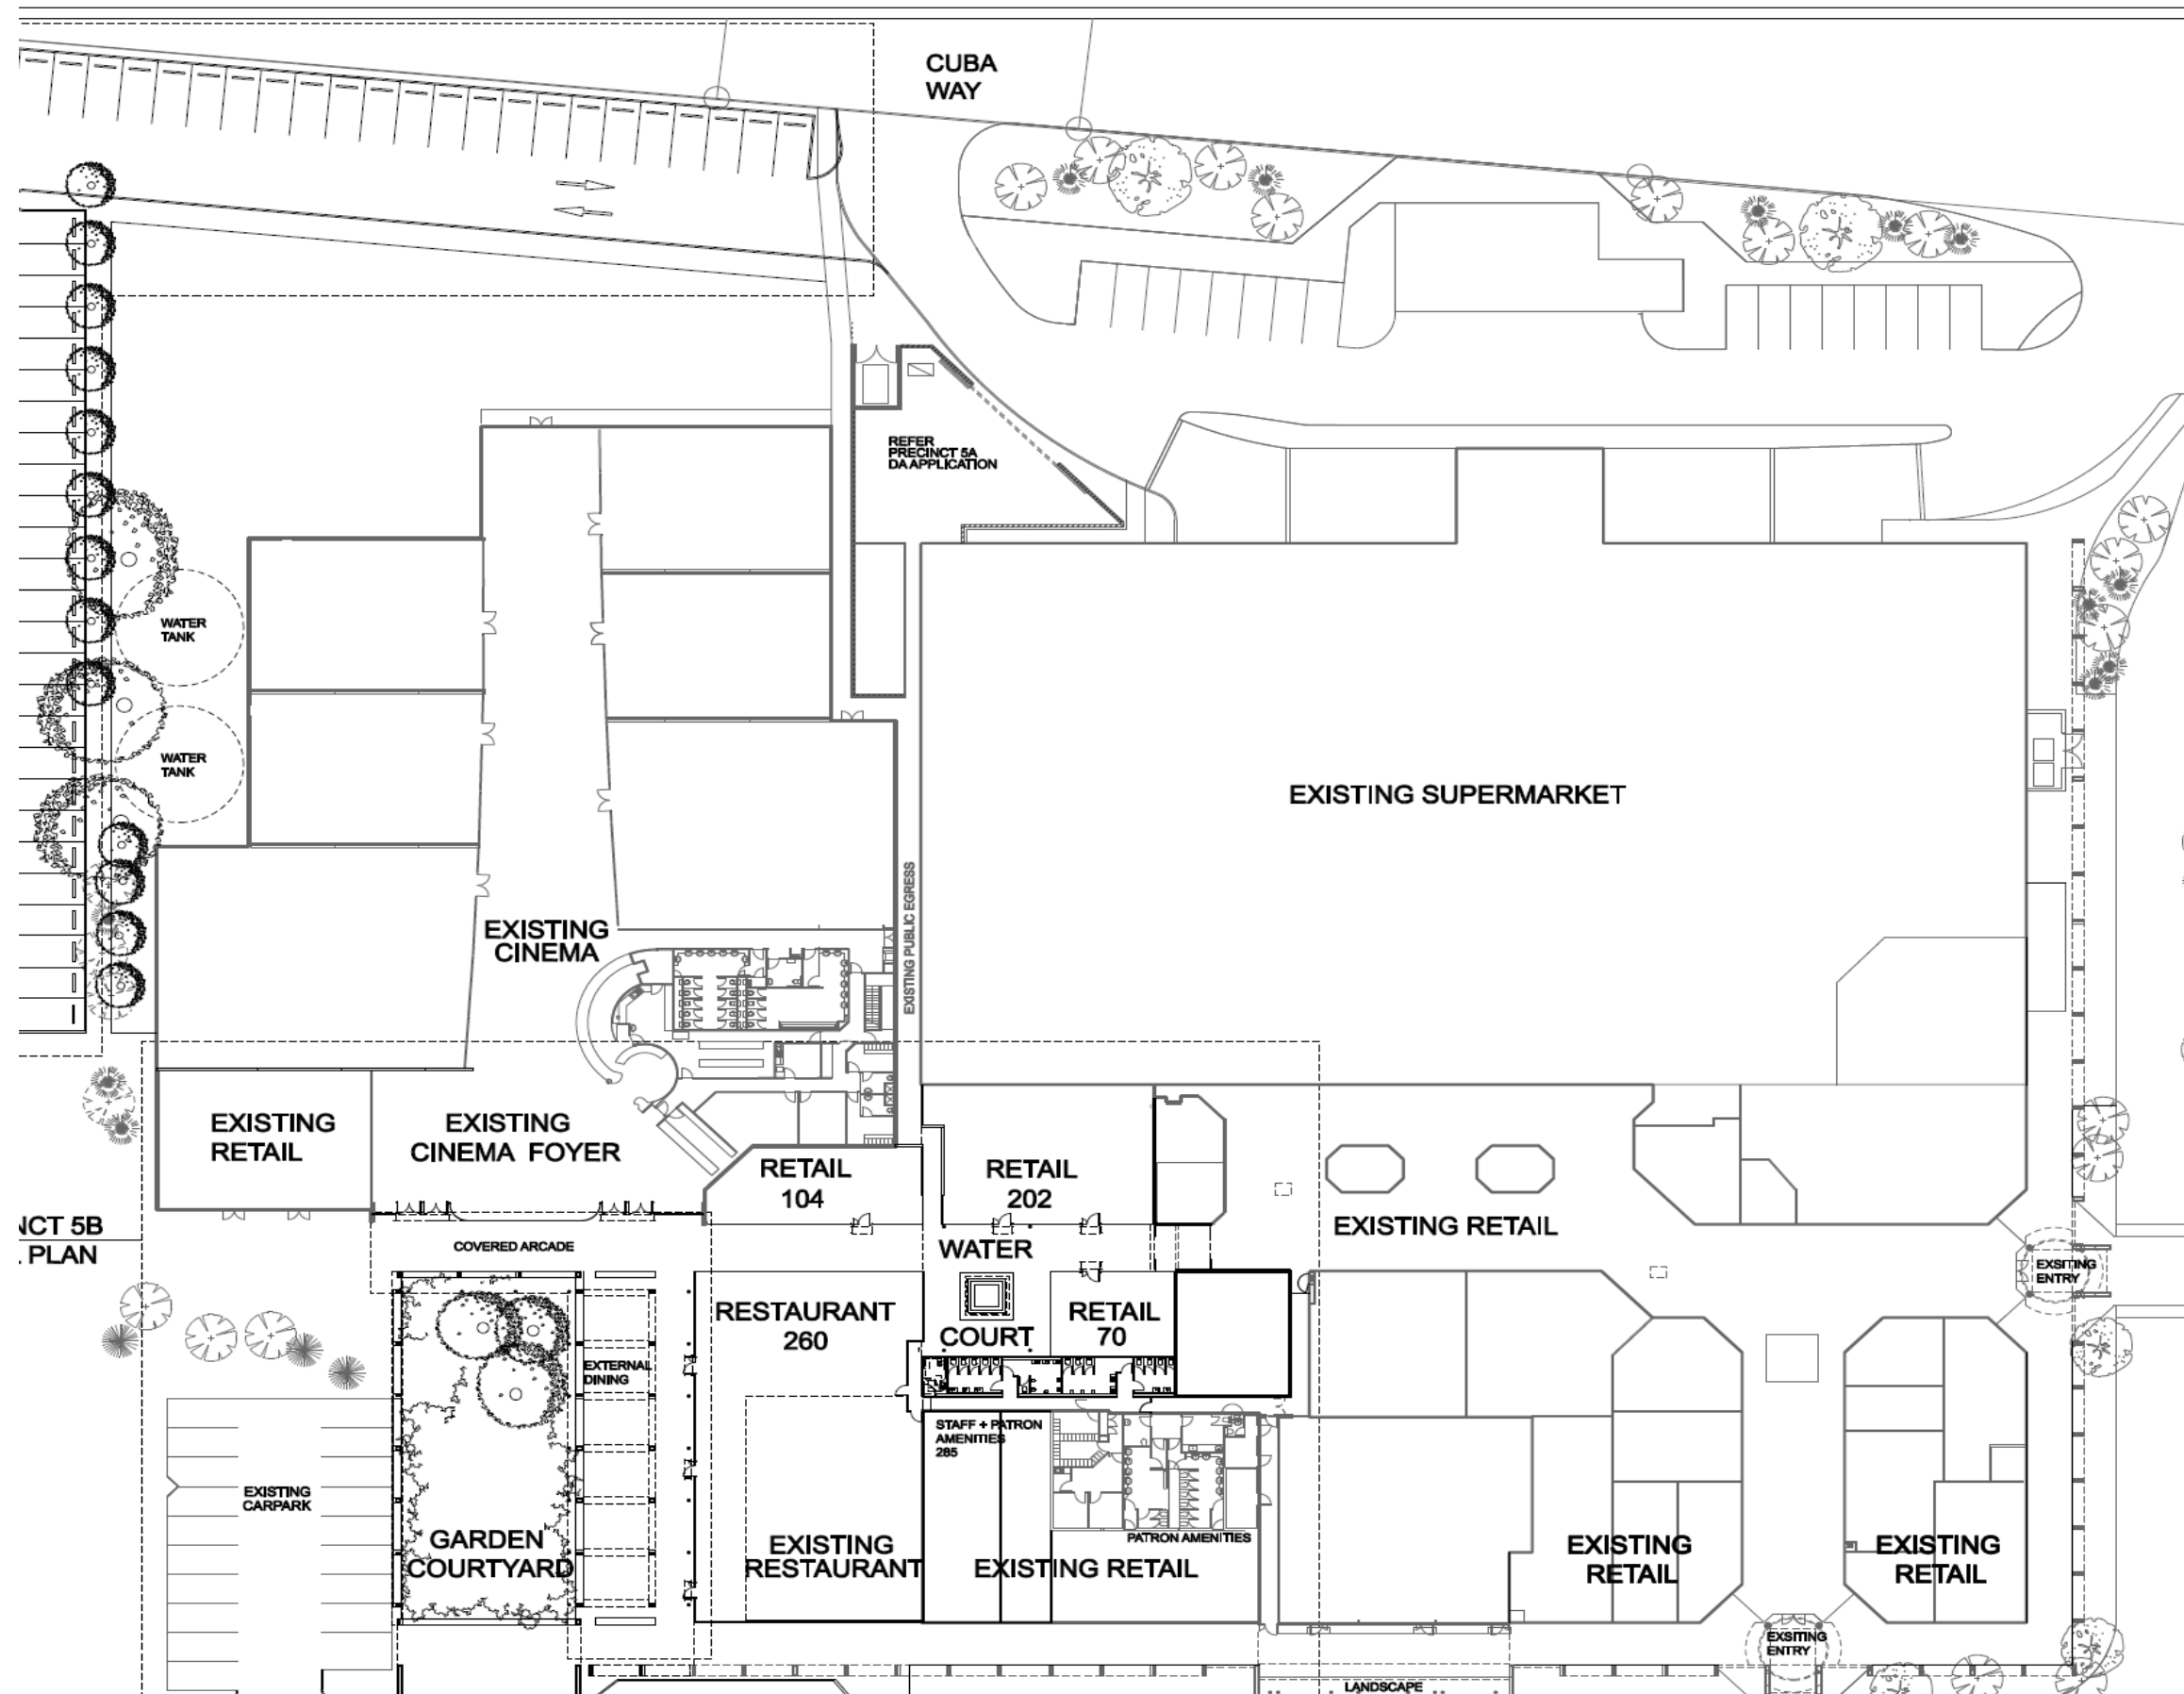 CUBA
WAY
REFER
PRECINCT 5A
DA APPLICATION
WATER
TANK
WATER
TANK
EXISTING SUPERMARKET
EXISTING PUBLIC EGRESS
EXISTING
CINEMA
EXISTING
RETAIL
EXISTING
CINEMA FOYER
RETAIL
104
RETAIL
202
EXISTING RETAIL
NCT 5B
. PLAN
COVERED ARCADE
WATER
COURT
EXSITING
ENTRY
RESTAURANT
260
RETAIL
70
EXTERNAL
DINING
STAFF + PATRON
AMENITIES
285
EXISTING
CARPARK
GARDEN
COURTYARD
EXISTING
RESTAURANT
PATRON AMENITIES
EXISTING RETAIL
EXISTING
RETAIL
EXISTING
RETAIL
EXSITING
ENTRY
LANDSCAPE